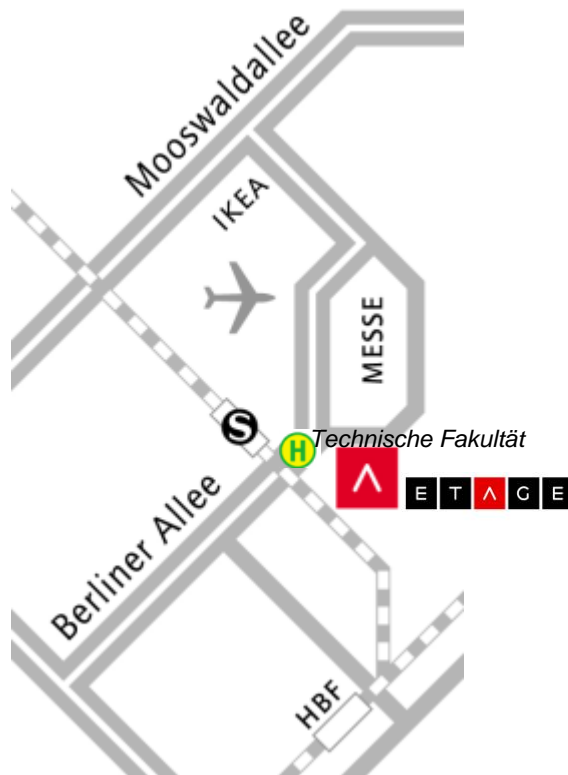 Mooswaldallee
IKEA
MESSE
S
H
Technische Fakultät
ETAGE
Berliner Allee
HBF